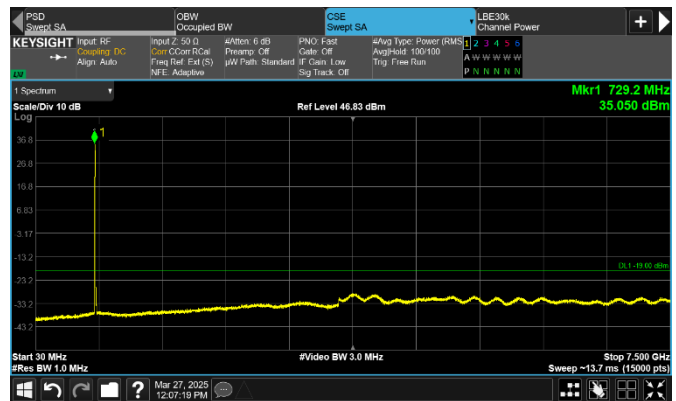 PSD
Swept SA
OBW
Occupied BW
CSE
Swept SA
LBE30k
Channel Power
KEYSIGHT
Input: RF
Coupling: DC
Align: Auto
LM
Input Z: 50 Ω
Corr CCorr RCal
Freq Ref: Ext (S)
NFE: Adaptive
#Atten: 6 dB
Preamp: Off
µW Path: Standard
PNO: Fast
Gate: Off
IF Gain: Low
Sig Track: Off
#Avg Type: Power (RMS)
Avg|Hold: 100/100
Trig: Free Run
1 2 3 4 5 6
A W W W W W W
P N N N N N
1 Spectrum
Scale/Div 10 dB
Log
Ref Level 46.83 dBm
Mkr1 729.2 MHz
35.050 dBm
1
36.8
26.8
16.8
6.83
-3.17
-13.2
-23.2
-33.2
-43.2
DL1 -19.00 dBm
Start 30 MHz
#Res BW 1.0 MHz
#Video BW 3.0 MHz
Stop 7.500 GHz
Sweep ~13.7 ms (15000 pts)
?
Mar 27, 2025
12:07:19 PM